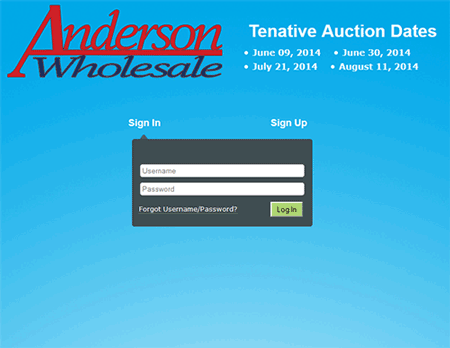 Anderson
Wholesale
Tenative Auction Dates
• June 09, 2014 • June 30, 2014
• July 21, 2014 • August 11, 2014
Sign In Sign Up
Username
Password
Forgot Username/Password? Log In